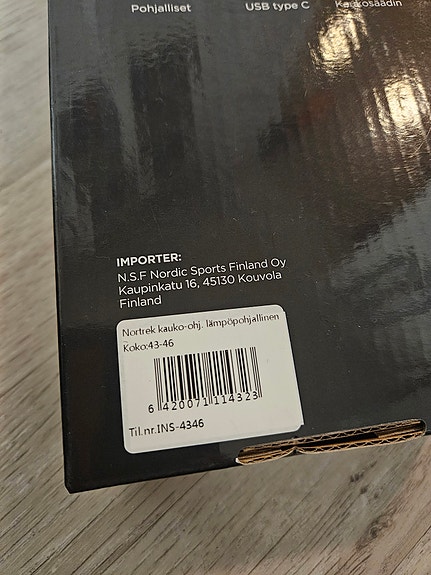 Pohjalliset
USB type C
Kaukosäädin
IMPORTER:
N.S.F Nordic Sports Finland Oy
Kaupinkatu 16, 45130 Kouvola
Finland
Nortrek kauko-ohj. lämpöpohjallinen
Koko:43-46
6 420071 114323
Til.nr.INS-4346